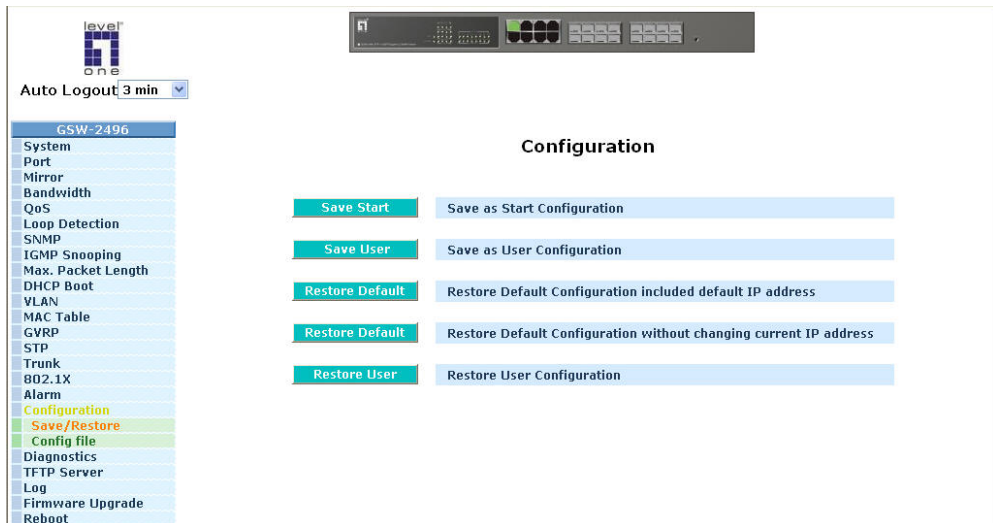 level
one
Auto Logout 3 min
GSW-2496
System
Port
Mirror
Bandwidth
QoS
Loop Detection
SNMP
IGMP Snooping
Max. Packet Length
DHCP Boot
VLAN
MAC Table
GVRP
STP
Trunk
802.1X
Alarm
Configuration
Save/Restore
Config file
Diagnostics
TFTP Server
Log
Firmware Upgrade
Reboot
Configuration
Save Start Save as Start Configuration
Save User Save as User Configuration
Restore Default Restore Default Configuration included default IP address
Restore Default Restore Default Configuration without changing current IP address
Restore User Restore User Configuration